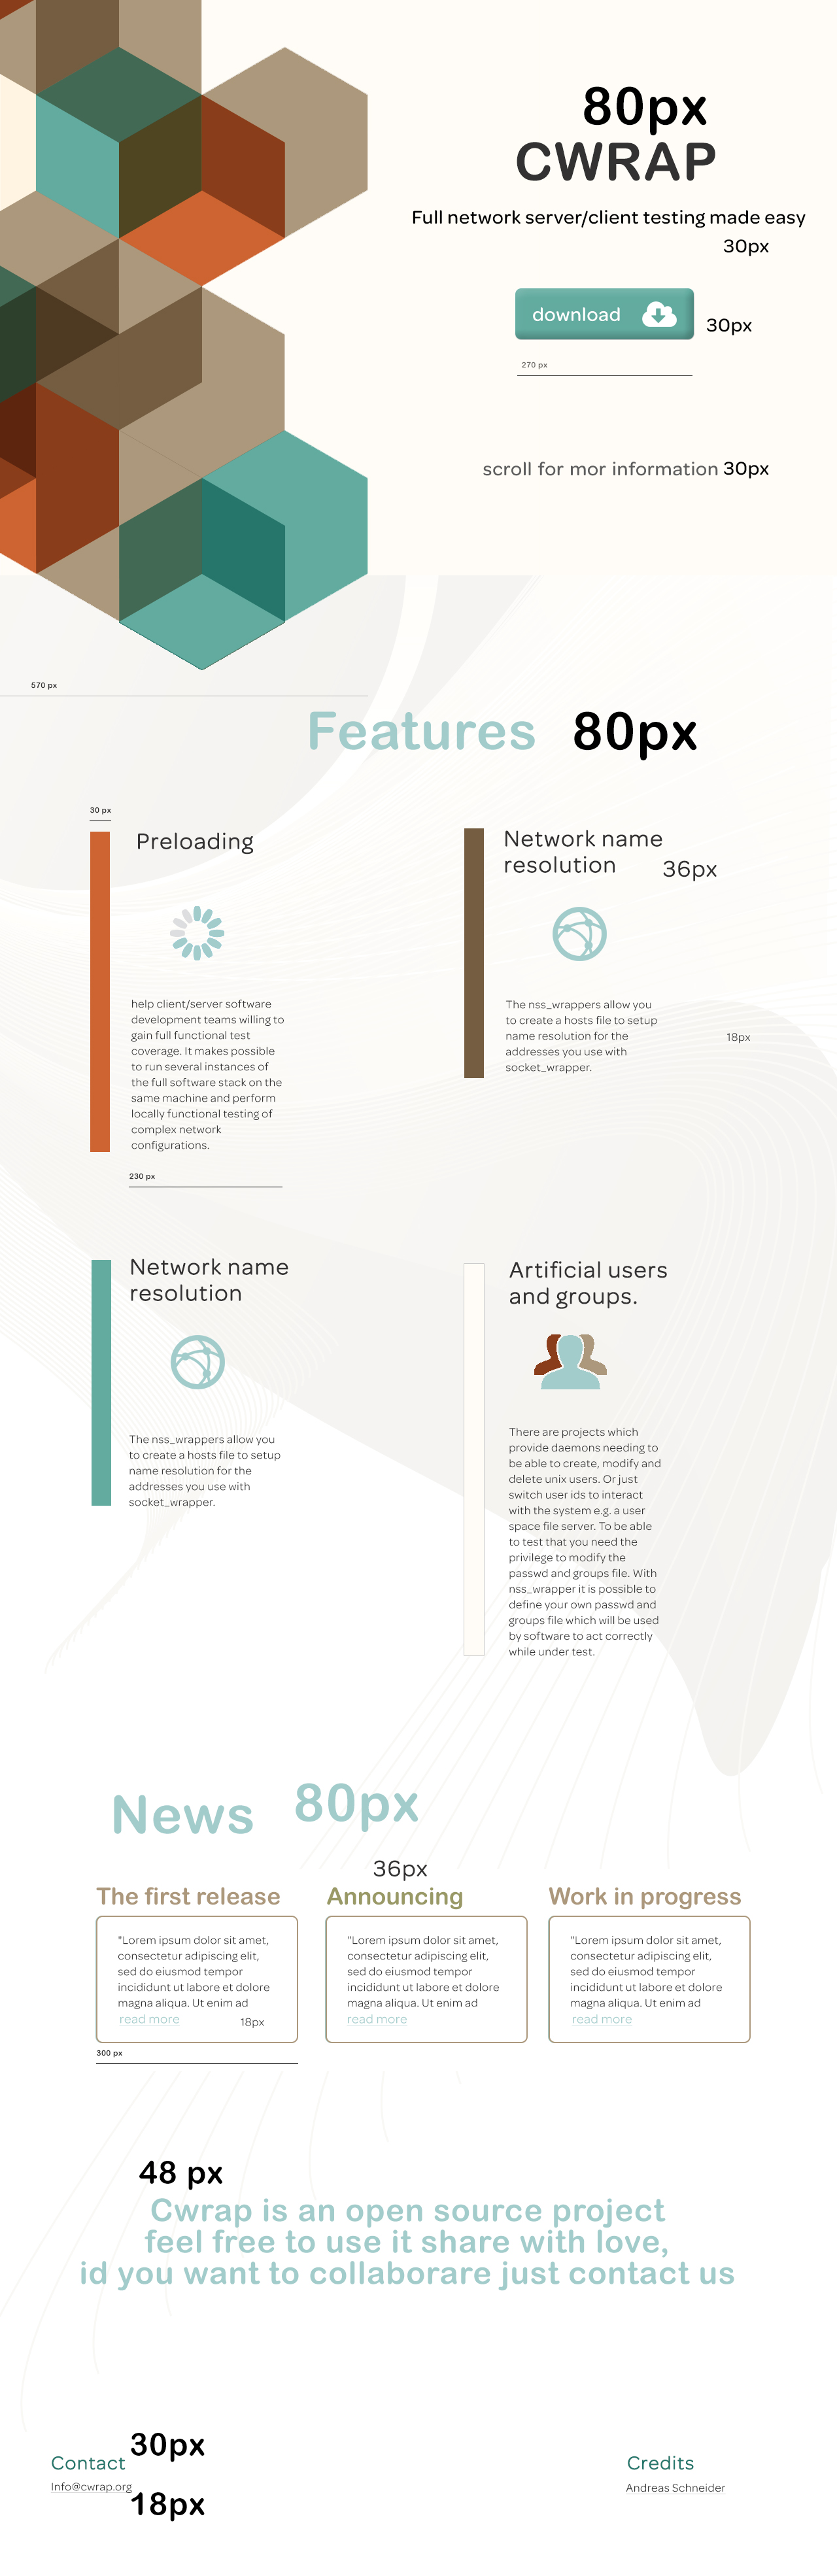 80px
CWRAP
Full network server/client testing made easy
30px
download
30px
270 px
scroll for mor information 30px
570 px
Features 80px
30 px
Preloading
help client/server software
development teams willing to
gain full functional test
coverage. It makes possible
to run several instances of
the full software stack on the
same machine and perform
locally functional testing of
complex network
configurations.
230 px
Network name
resolution
36px
The nss_wrappers allow you
to create a hosts file to setup
name resolution for the
addresses you use with
socket_wrapper.
18px
Network name
resolution
The nss_wrappers allow you
to create a hosts file to setup
name resolution for the
addresses you use with
socket_wrapper.
Artificial users
and groups.
There are projects which
provide daemons needing to
be able to create, modify and
delete unix users. Or just
switch user ids to interact
with the system e.g. a user
space file server. To be able
to test that you need the
privilege to modify the
passwd and groups file. With
nss_wrapper it is possible to
define your own passwd and
groups file which will be used
by software to act correctly
while under test.
News 80px
36px
The first release
"Lorem ipsum dolor sit amet,
consectetur adipiscing elit,
sed do eiusmod tempor
incididunt ut labore et dolore
magna aliqua. Ut enim ad
read more
18px
300 px
Announcing
"Lorem ipsum dolor sit amet,
consectetur adipiscing elit,
sed do eiusmod tempor
incididunt ut labore et dolore
magna aliqua. Ut enim ad
read more
Work in progress
"Lorem ipsum dolor sit amet,
consectetur adipiscing elit,
sed do eiusmod tempor
incididunt ut labore et dolore
magna aliqua. Ut enim ad
read more
48 px
Cwrap is an open source project
feel free to use it share with love,
id you want to collaborare just contact us
30px
Contact
Info@cwrap.org
18px
Credits
Andreas Schneider